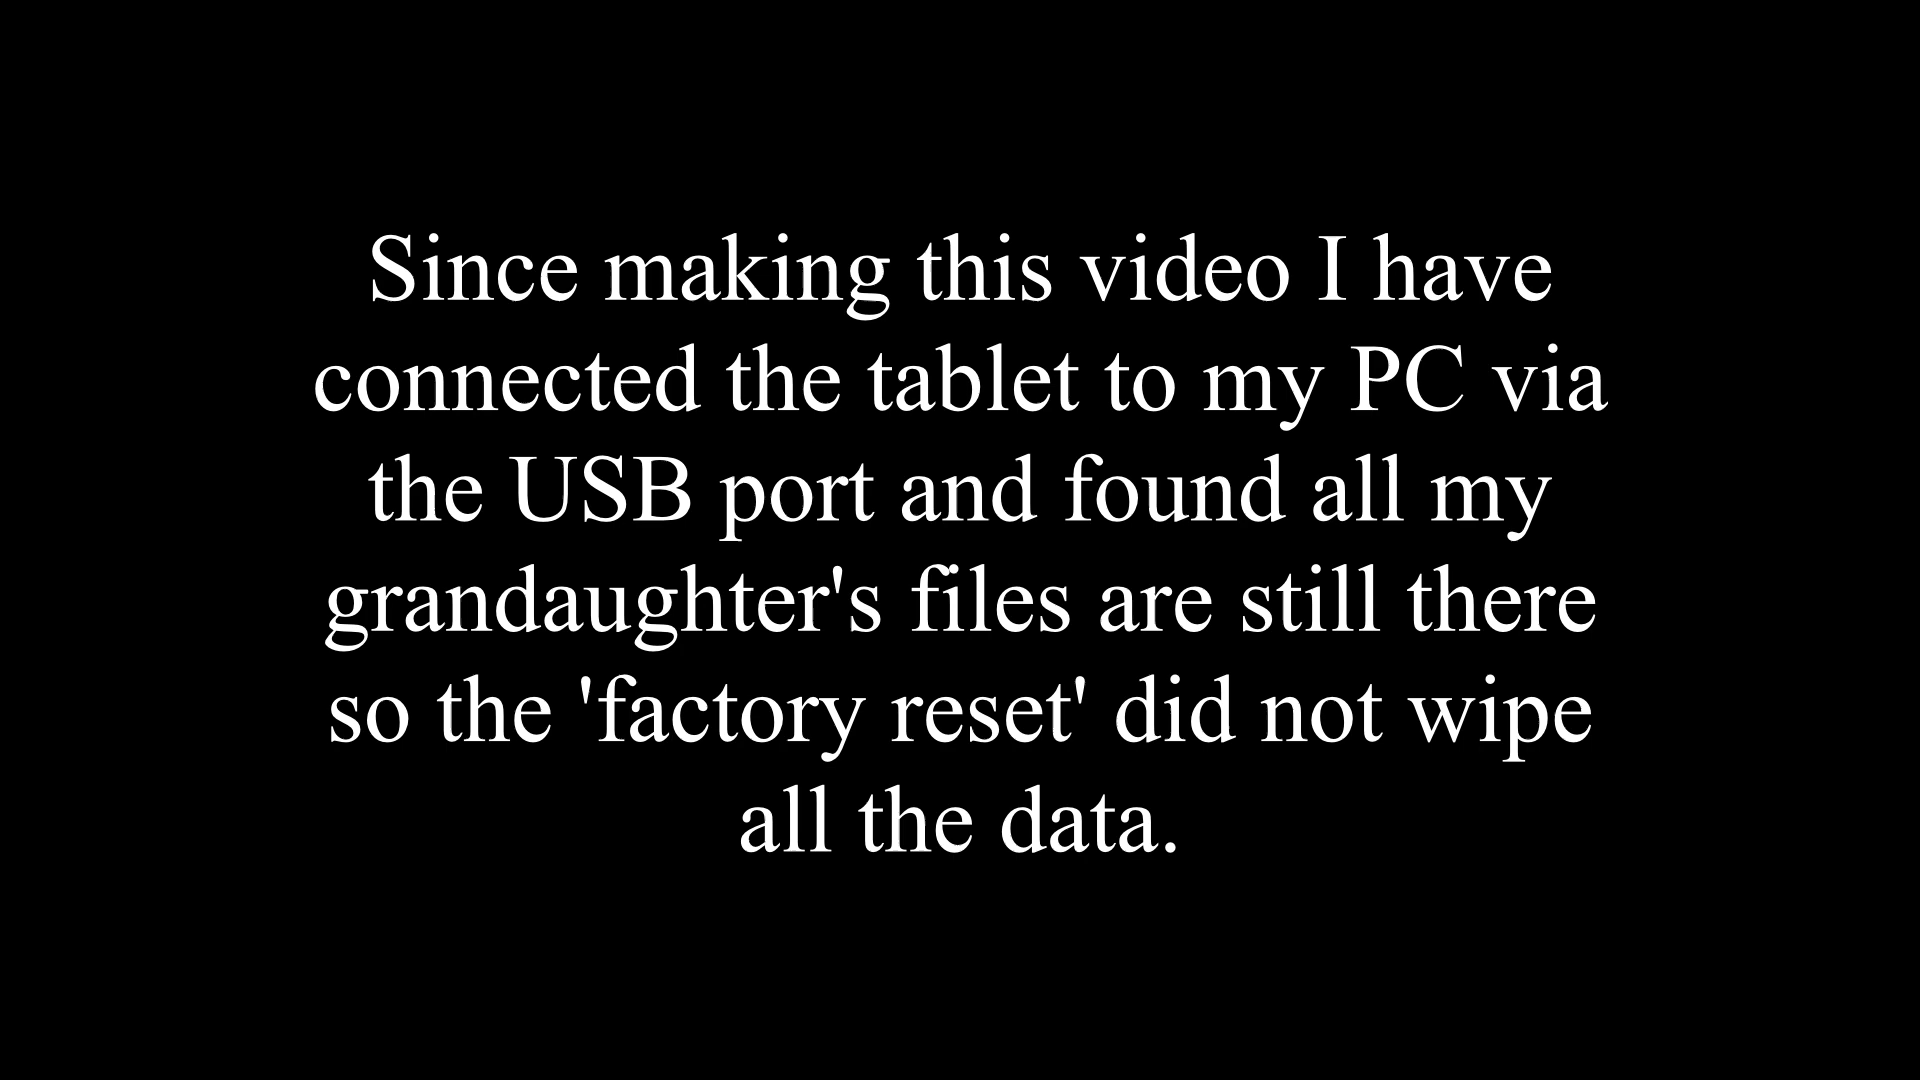 Since making this video I have
connected the tablet to my PC via
the USB port and found all my
grandaughter's files are still there
so the 'factory reset' did not wipe
all the data.